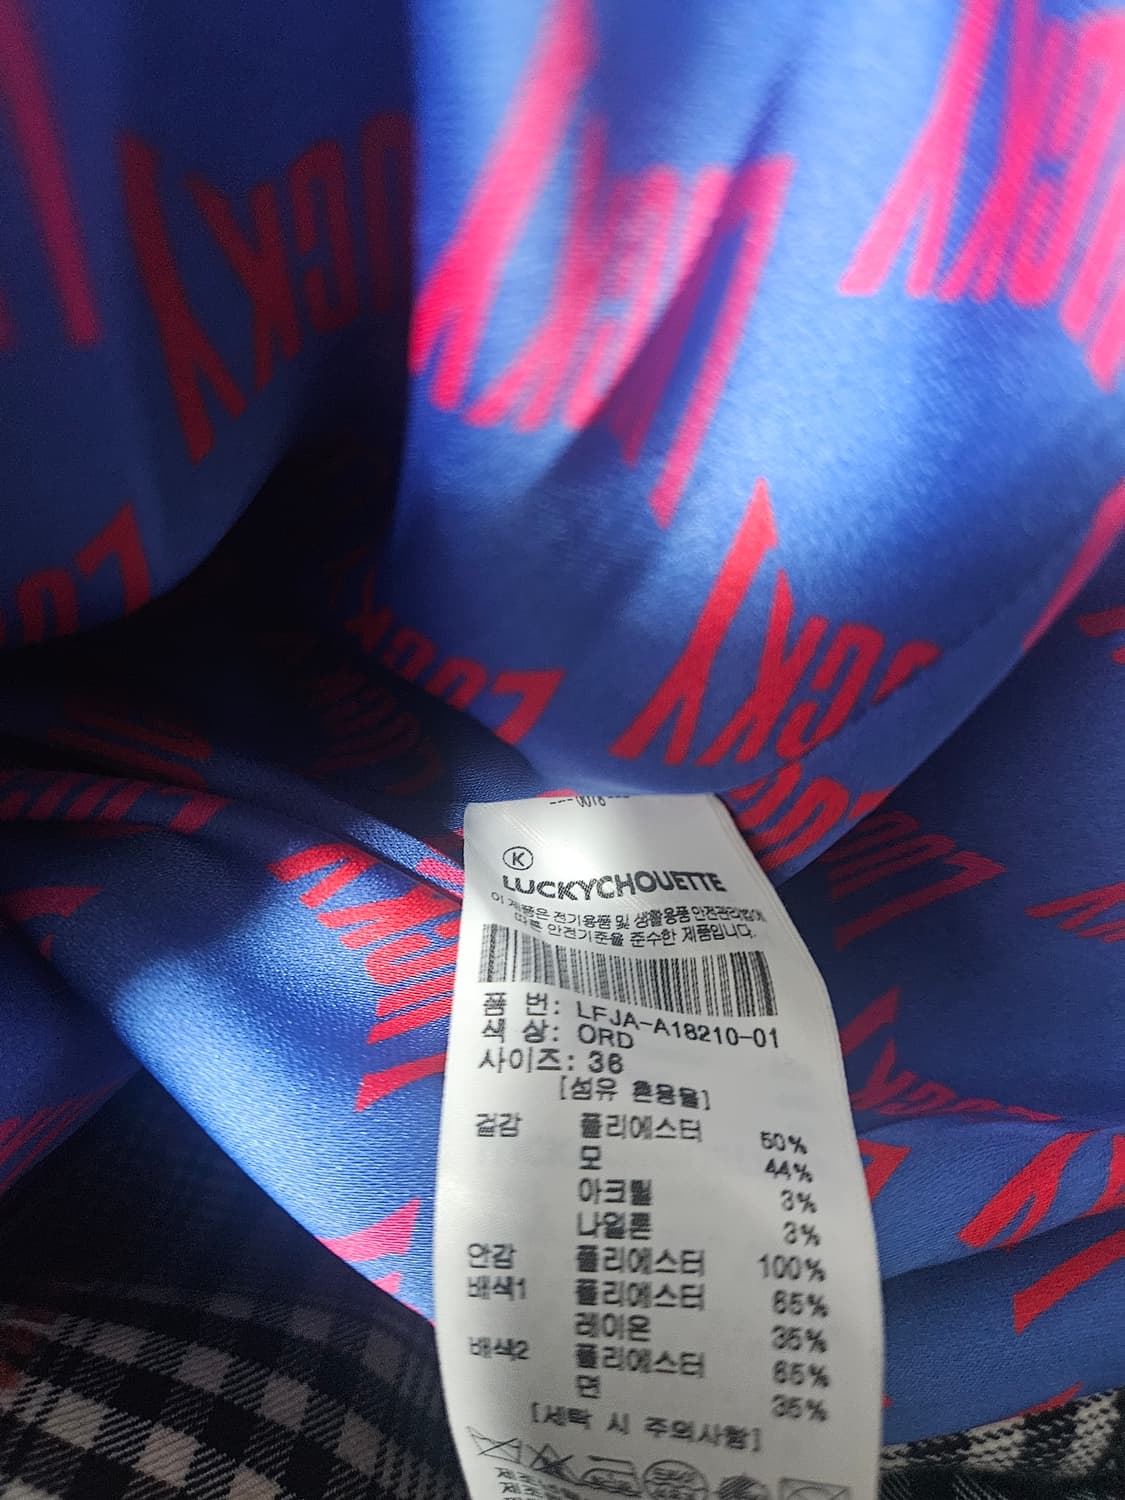 LUCKY
LUCKY
LUCKY
LUCKY
K
LUCKYCHOUETTE
이 제품은 전기용품 및 생활용품 안전관리법에
따른 안전기준을 준수한 제품입니다.
품 번: LFJA-A18210-01
색 상: ORD
사이즈: 36
[섬유 혼용율]
겉감 폴리에스터 50%
모 44%
아크릴 3%
나일론 3%
안감 폴리에스터 100%
배색1 폴리에스터 65%
레이온 35%
배색2 폴리에스터 65%
면 35%
[세탁 시 주의사항]